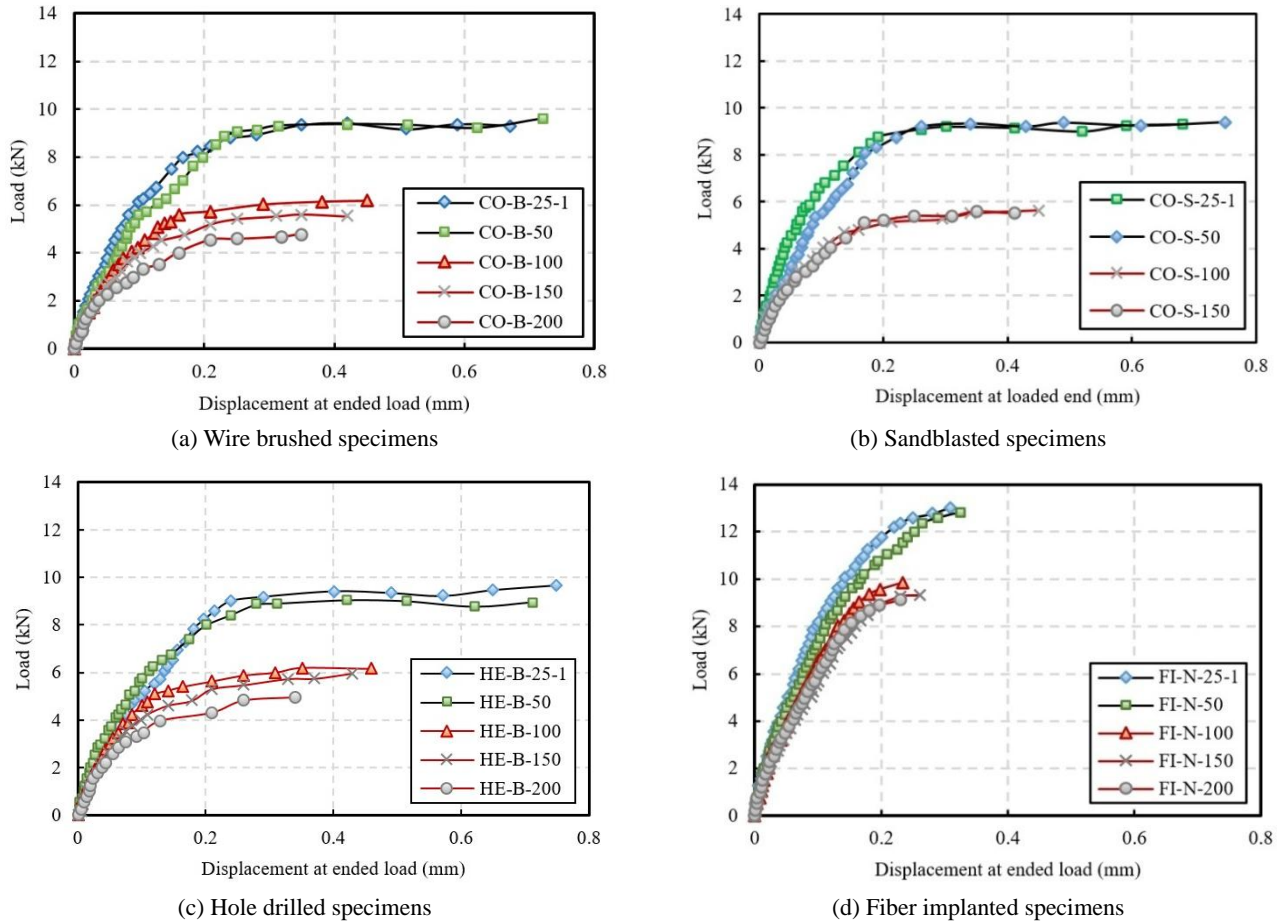 14
12
10
8
6
4
2
0
Load (kN)
CO-B-25-1
CO-B-50
CO-B-100
CO-B-150
CO-B-200
0 0.2 0.4 0.6 0.8
Displacement at ended load (mm)
(a) Wire brushed specimens
14
12
10
8
6
4
2
0
Load (kN)
CO-S-25-1
CO-S-50
CO-S-100
CO-S-150
0 0.2 0.4 0.6 0.8
Displacement at loaded end (mm)
(b) Sandblasted specimens
14
12
10
8
6
4
2
0
Load (kN)
HE-B-25-1
HE-B-50
HE-B-100
HE-B-150
HE-B-200
0 0.2 0.4 0.6 0.8
Displacement at ended load (mm)
(c) Hole drilled specimens
14
12
10
8
6
4
2
0
Load (kN)
FI-N-25-1
FI-N-50
FI-N-100
FI-N-150
FI-N-200
0 0.2 0.4 0.6 0.8
Displacement at ended load (mm)
(d) Fiber implanted specimens